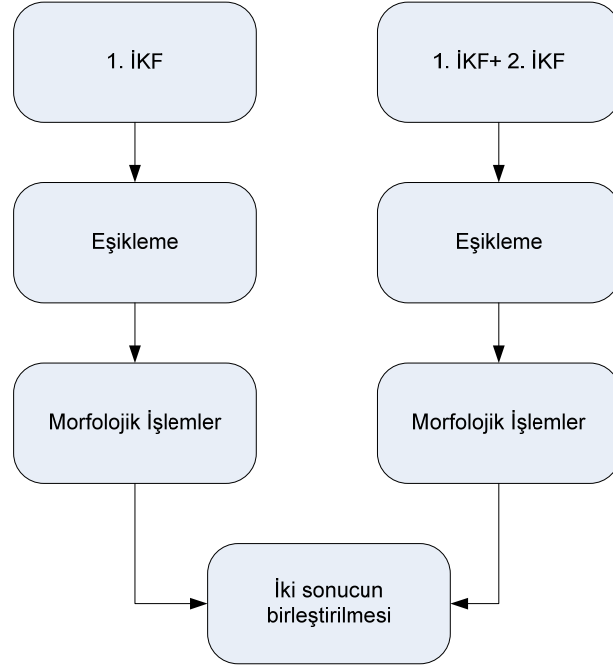 1. İKF
1. İKF+ 2. İKF
Eşikleme
Eşikleme
Morfolojik İşlemler
Morfolojik İşlemler
İki sonucun
birleştirilmesi